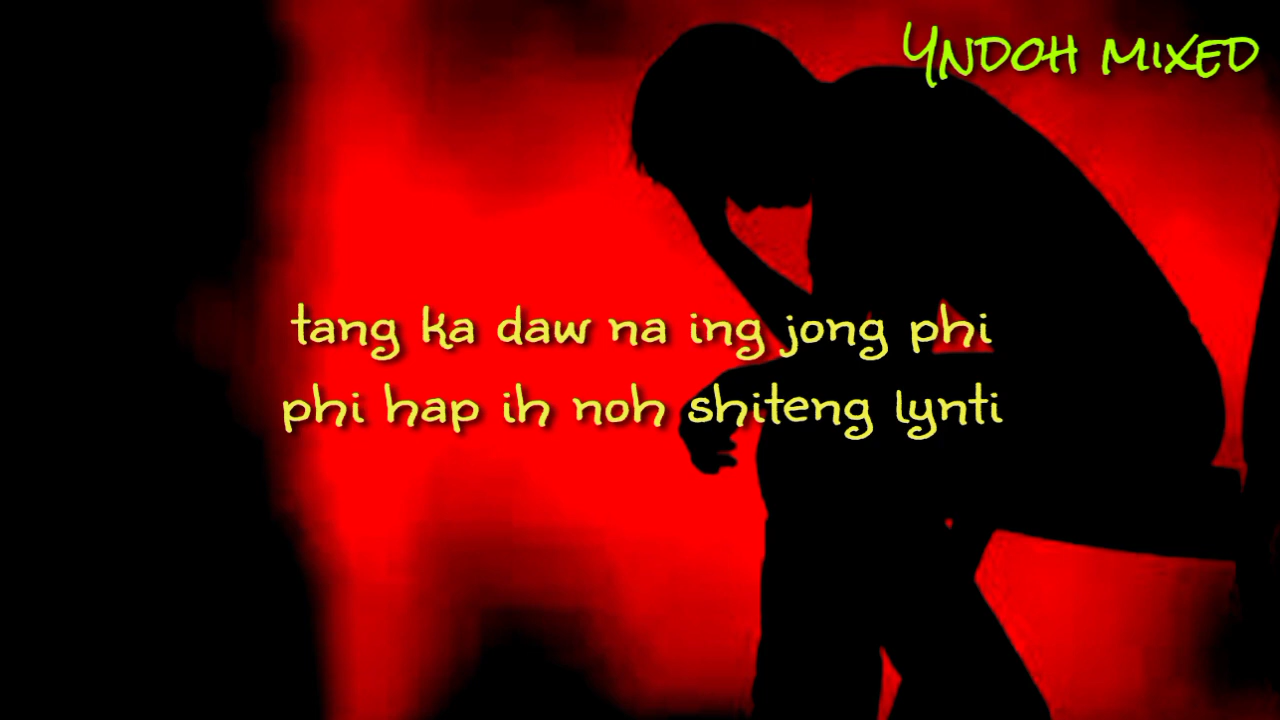 Yndoh mixed
tang ka daw na ing jong phi
phi hap ih noh shiteng lynti